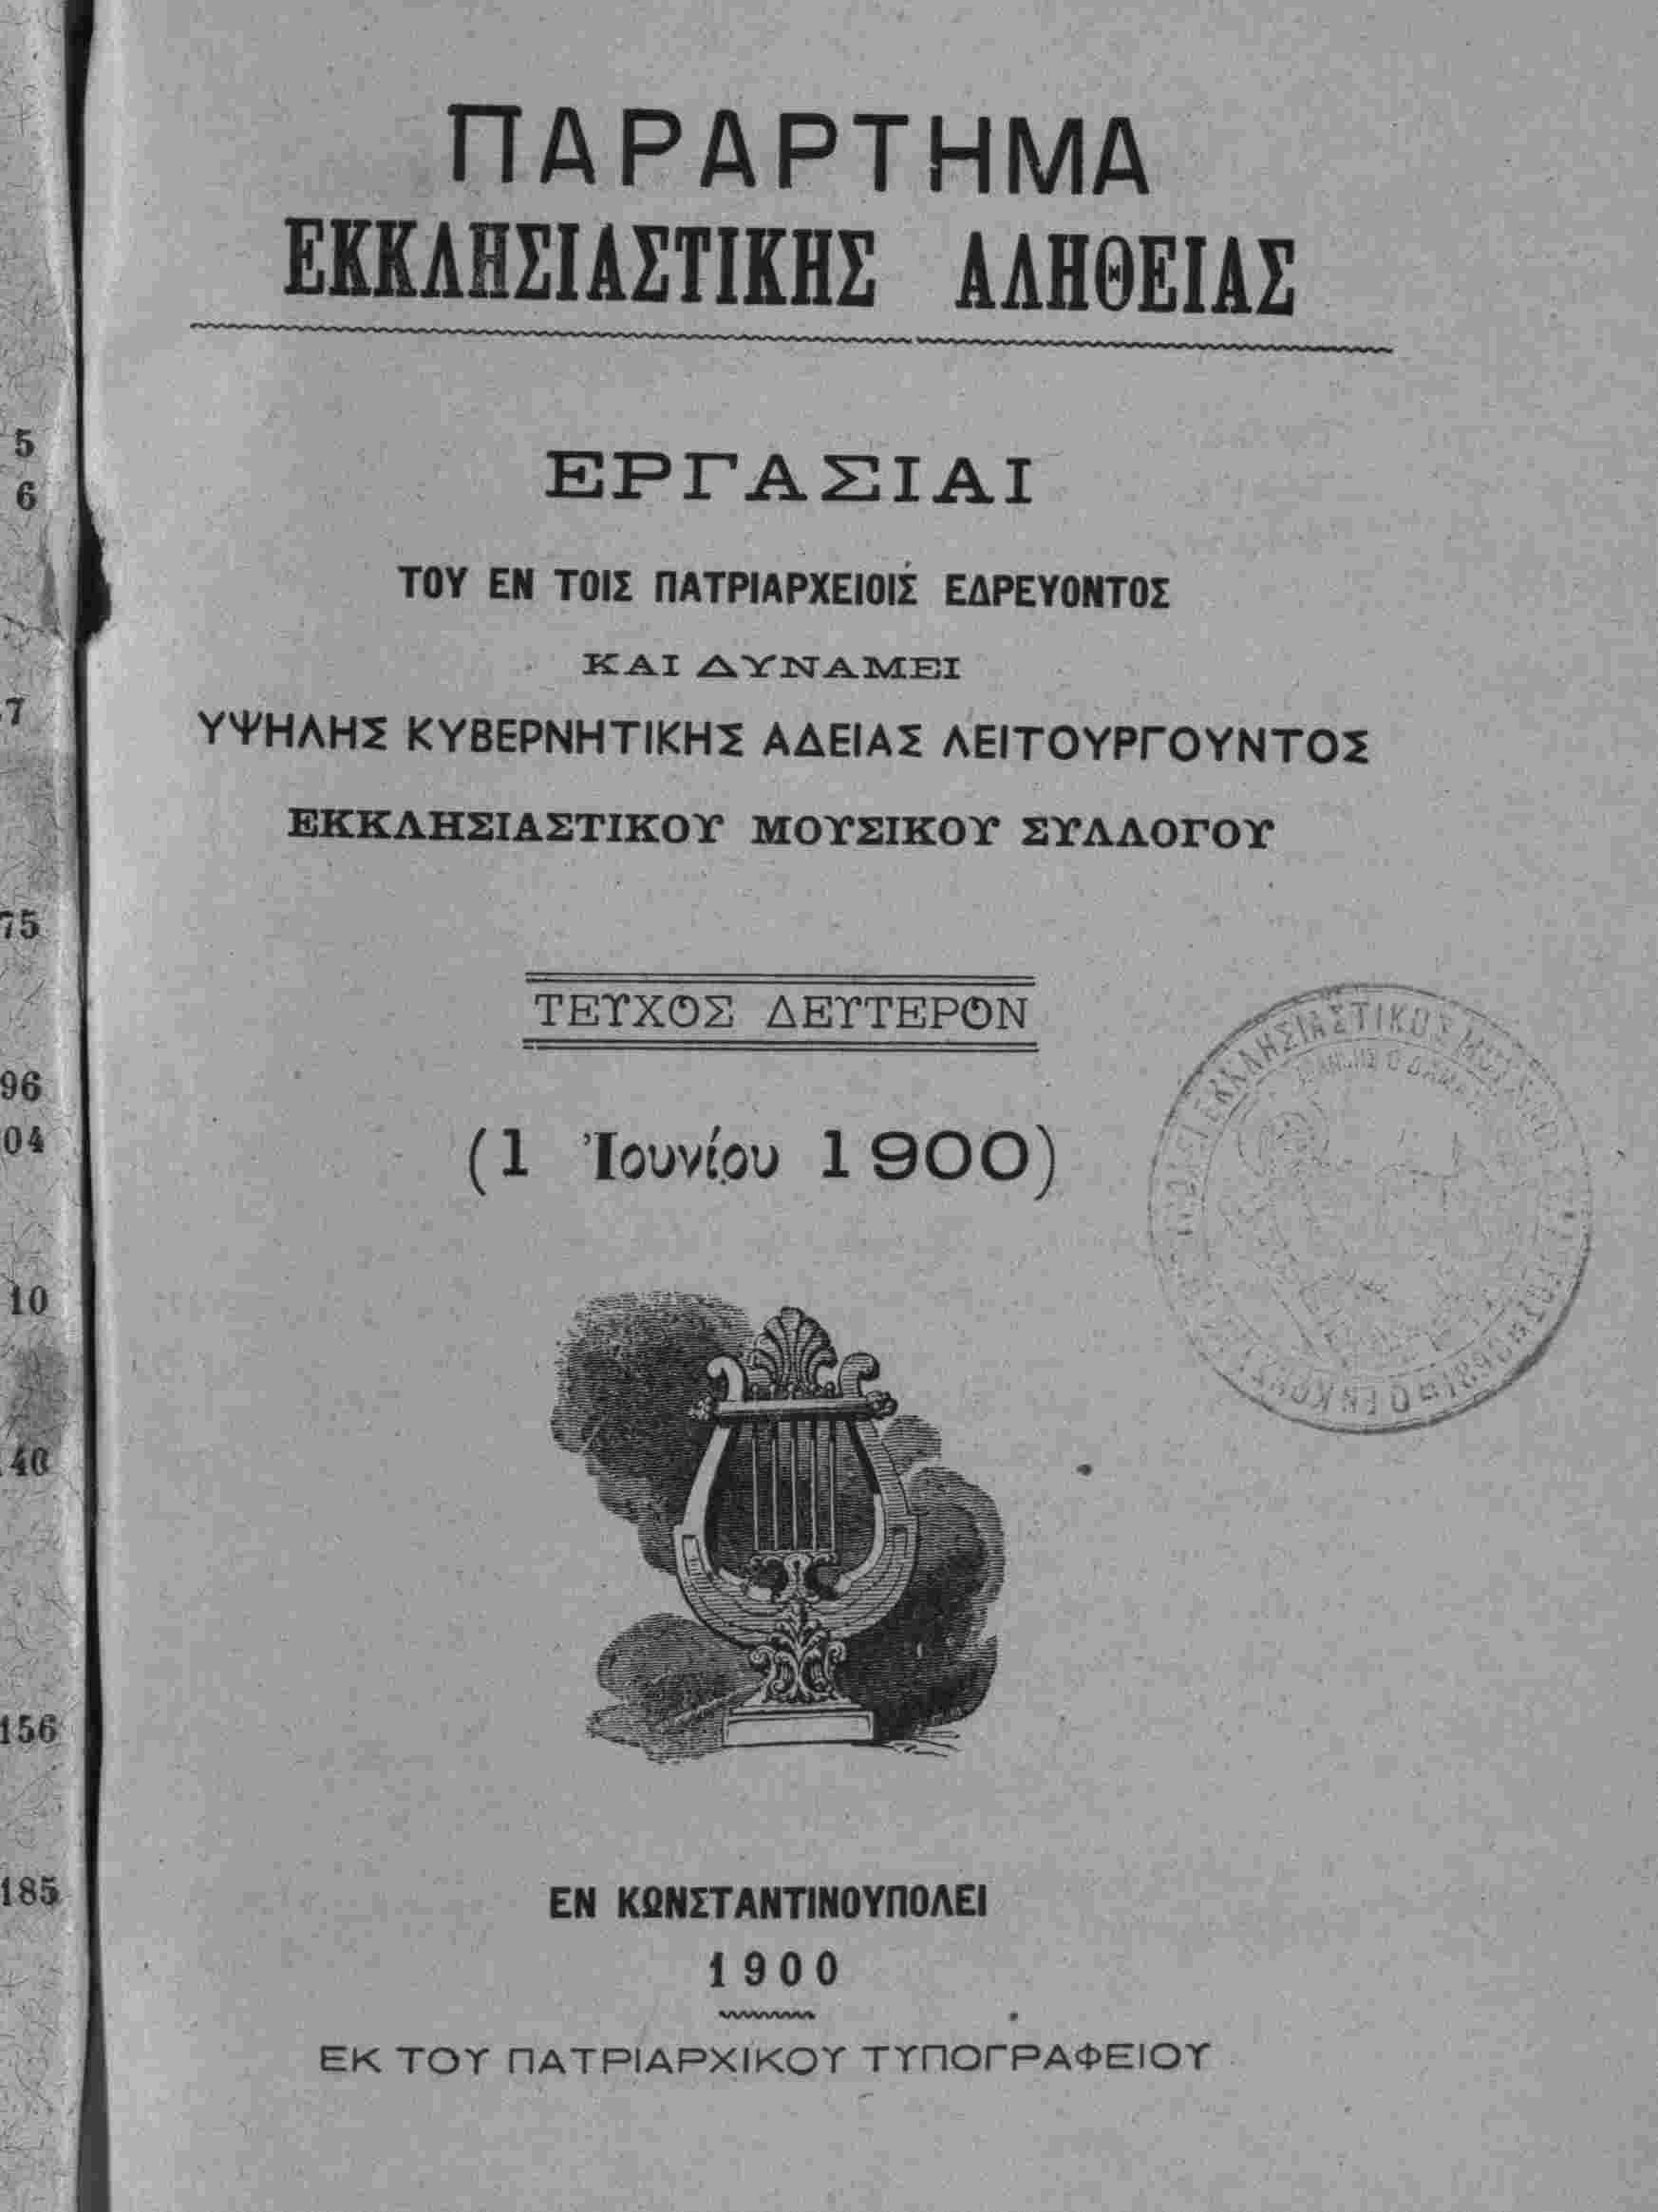 ΠΑΡΑΡΤΗΜΑ
ΕΚΚΛΗΣΙΑΣΤΙΚΗΣ ΑΛΗΘΕΙΑΣ
ΕΡΓΑΣΙΑΙ
ΤΟΥ ΕΝ ΤΟΙΣ ΠΑΤΡΙΑΡΧΕΙΟΙΣ ΕΔΡΕΥΟΝΤΟΣ
ΚΑΙ ΔΥΝΑΜΕΙ
ΥΨΗΛΗΣ ΚΥΒΕΡΝΗΤΙΚΗΣ ΑΔΕΙΑΣ ΛΕΙΤΟΥΡΓΟΥΝΤΟΣ
ΕΚΚΛΗΣΙΑΣΤΙΚΟΥ ΜΟΥΣΙΚΟΥ ΣΥΛΛΟΓΟΥ
ΤΕΥΧΟΣ ΔΕΥΤΕΡΟΝ
(1 Ἰουνίου 1900)
ΕΚΚΛΗΣΙΑΣΤΙΚΟΣ
ΕΝ ΚΩΝΣΤΑΝΤΙΝΟΥΠΟΛΕΙ
1900
ΕΚ ΤΟΥ ΠΑΤΡΙΑΡΧΙΚΟΥ ΤΥΠΟΓΡΑΦΕΙΟΥ
5
6
7
75
96
04
10
40
156
185